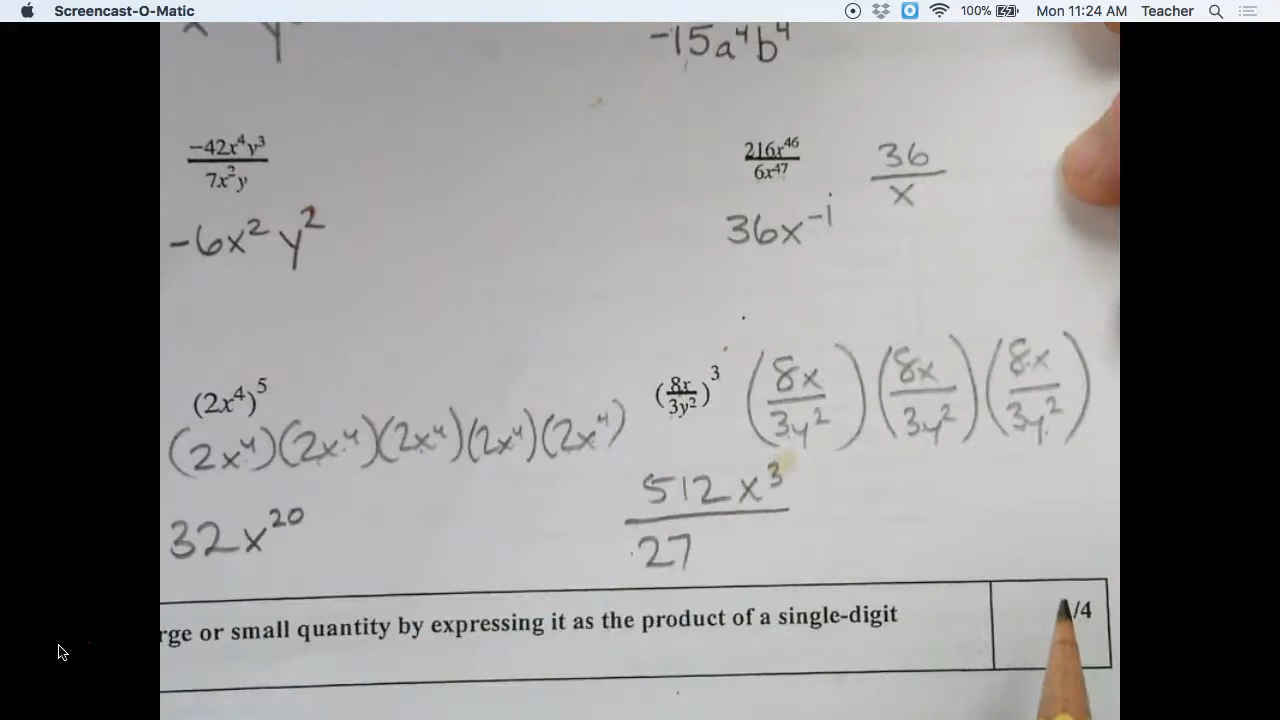 Screencast-O-Matic 100% Mon 11:24 AM Teacher
-15a⁴b⁴
-42x⁴y³ / 7x²y
216x⁴⁶ / 6x⁴⁷
36 / x
-6x²y²
36x⁻¹
(2x⁴)⁵
(8x / 3y²)³ (8x / 3y²)(8x / 3y²)(8x / 3y²)
(2x⁴)(2x⁴)(2x⁴)(2x⁴)(2x⁴)
32x²⁰
512x³ / 27
rge or small quantity by expressing it as the product of a single-digit
/4